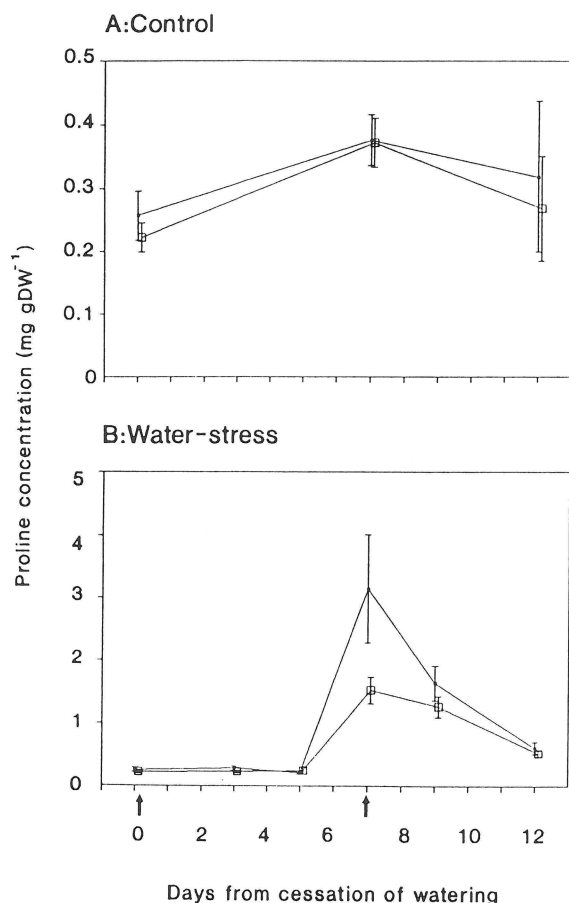 A:Control
0.5
0.4
0.3
0.2
0.1
0
Proline concentration (mg gDW⁻¹)
B:Water-stress
5
4
3
2
1
0
0 2 4 6 8 10 12
Days from cessation of watering